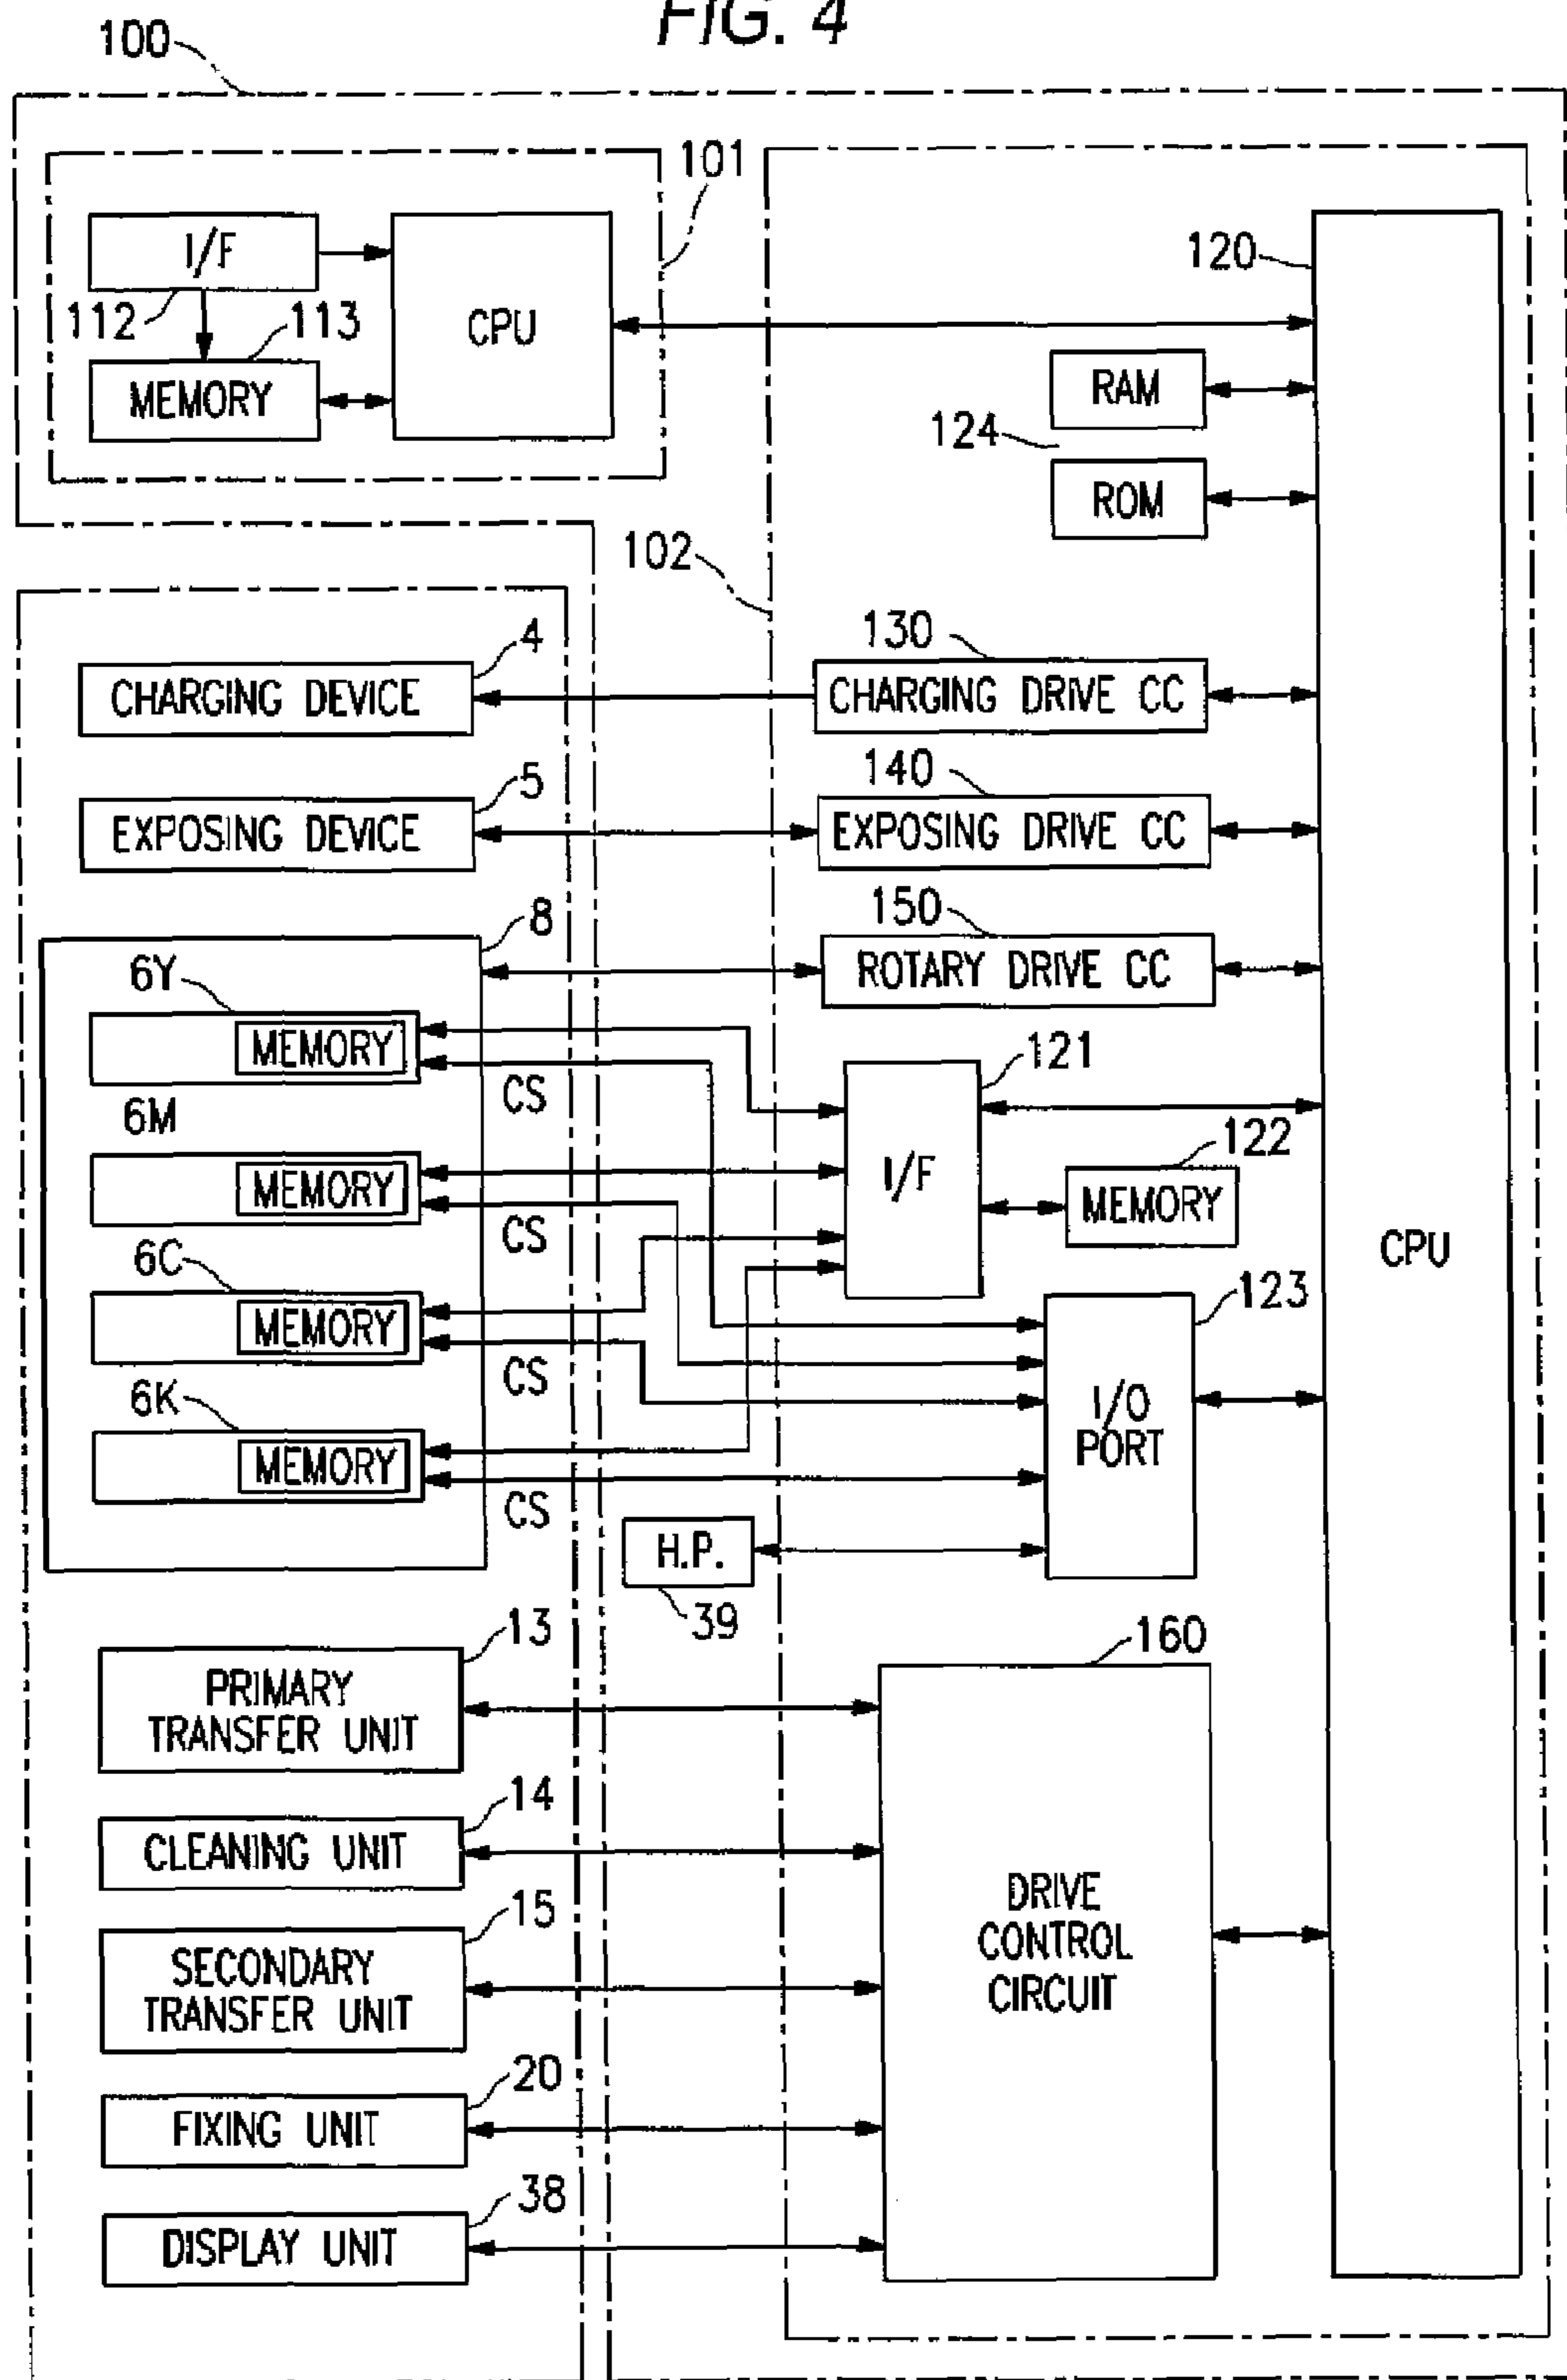 FIG. 4
100
101
I/F
112
113
CPU
MEMORY
120
RAM
124
ROM
102
4
130
CHARGING DEVICE
CHARGING DRIVE CC
5
140
EXPOSING DEVICE
EXPOSING DRIVE CC
8
150
ROTARY DRIVE CC
6Y
MEMORY
CS
121
6M
MEMORY
CS
I/F
122
MEMORY
CPU
6C
MEMORY
CS
123
6K
MEMORY
CS
I/O
PORT
H.P.
39
13
160
PRIMARY
TRANSFER UNIT
14
CLEANING UNIT
DRIVE
CONTROL
CIRCUIT
15
SECONDARY
TRANSFER UNIT
20
FIXING UNIT
38
DISPLAY UNIT